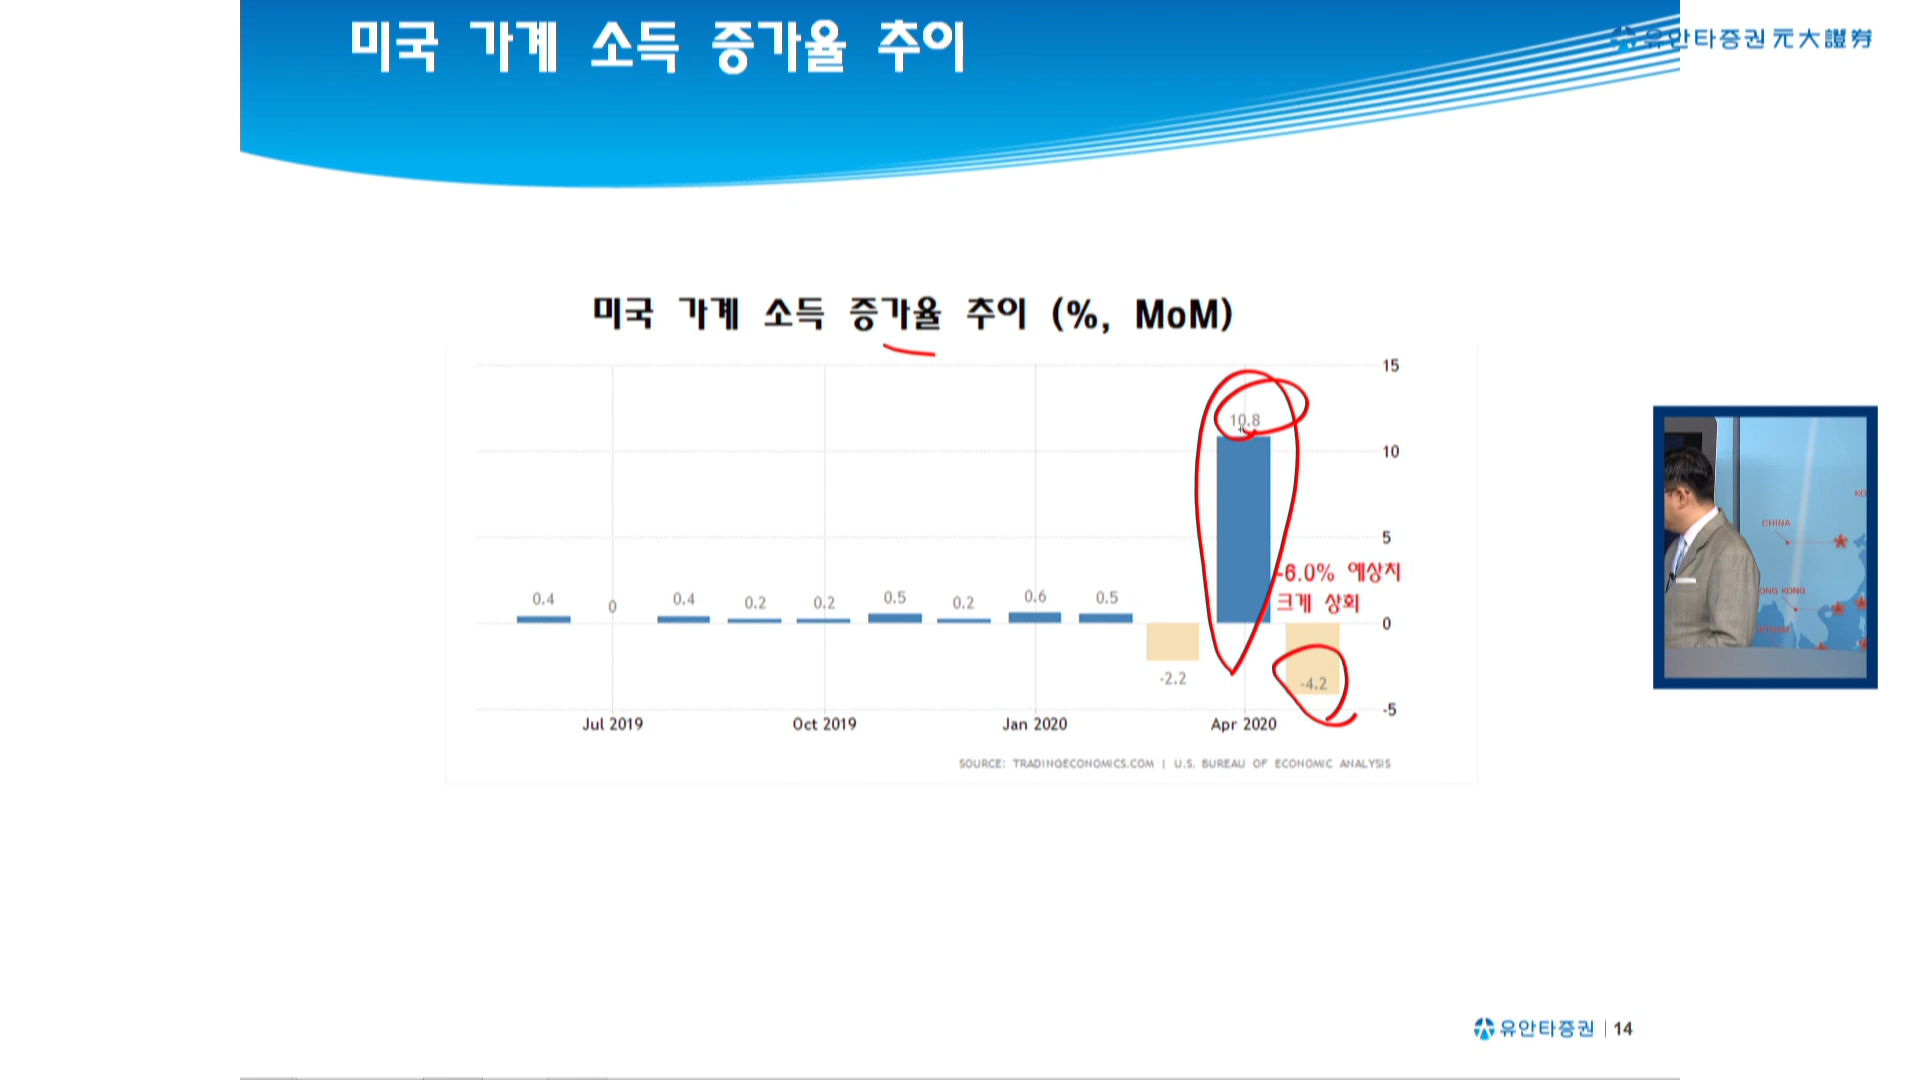 미국 가계 소득 증가율 추이
유안타증권 元大證券
미국 가계 소득 증가율 추이 (%, MoM)
15
10.8
10
5
-6.0% 예상치
크게 상회
0.4
0
0.4
0.2
0.2
0.5
0.2
0.6
0.5
0
-2.2
-4.2
-5
Jul 2019
Oct 2019
Jan 2020
Apr 2020
SOURCE: TRADINGECONOMICS.COM | U.S. BUREAU OF ECONOMIC ANALYSIS
CHINA
유안타증권 | 14